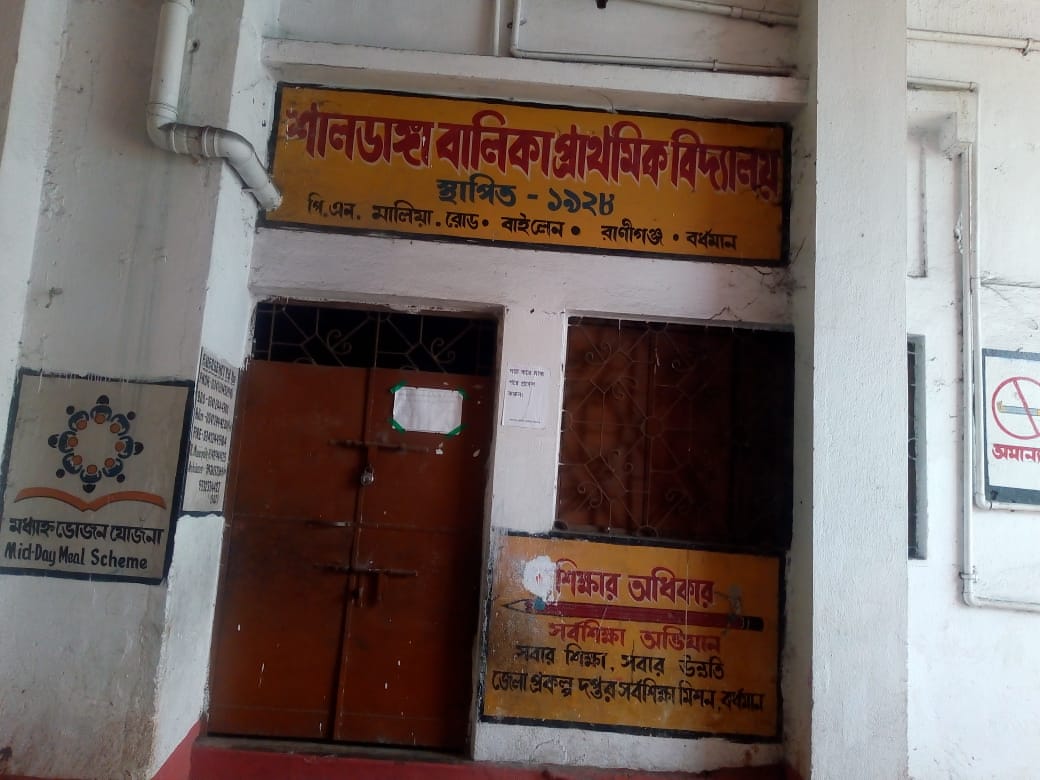 শালডাঙ্গা বালিকা প্রাথমিক বিদ্যালয়
স্থাপিত - ১৯২৮
পি.এন. মালিয়া. রোড • বাইলেন • রাণীগঞ্জ • বর্ধমান
মধ্যাহ্ন ভোজন যোজনা
Mid-Day Meal Scheme
শিক্ষার অধিকার
সর্বশিক্ষা অভিযান
সবার শিক্ষা, সবার উন্নতি
জেলা প্রকল্প দপ্তর সর্বশিক্ষা মিশন, বর্ধমান